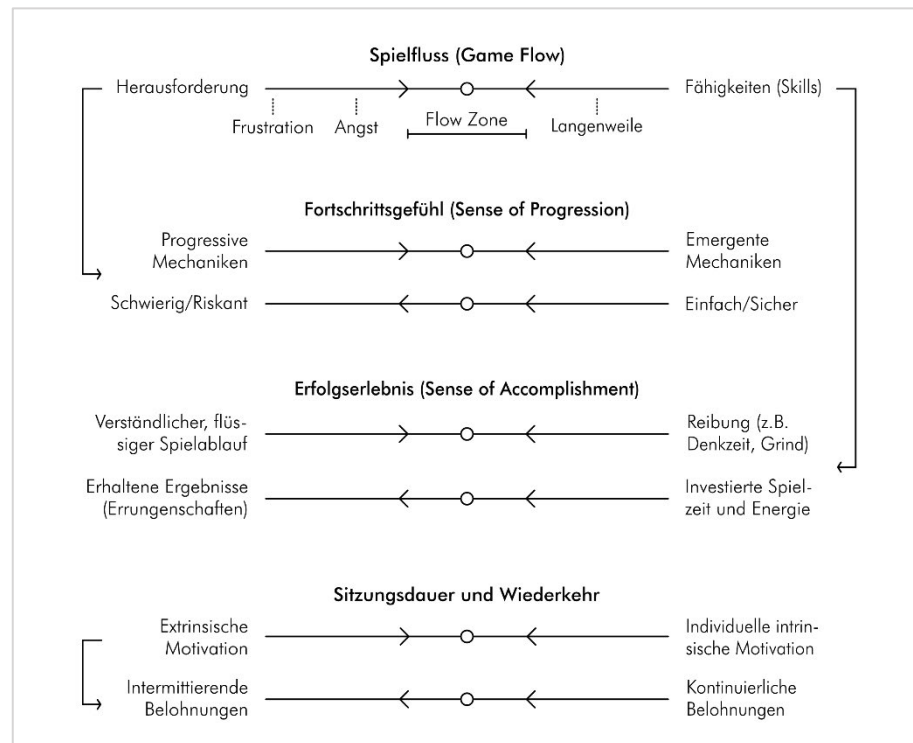 Spielfluss (Game Flow)
Herausforderung
Fähigkeiten (Skills)
Frustration
Angst
Flow Zone
Langenweile
Fortschrittsgefühl (Sense of Progression)
Progressive
Mechaniken
Emergente
Mechaniken
Schwierig/Riskant
Einfach/Sicher
Erfolgserlebnis (Sense of Accomplishment)
Verständlicher, flüs-
siger Spielablauf
Reibung (z.B.
Denkzeit, Grind)
Erhaltene Ergebnisse
(Errungenschaften)
Investierte Spiel-
zeit und Energie
Sitzungsdauer und Wiederkehr
Extrinsische
Motivation
Individuelle intrin-
sische Motivation
Intermittierende
Belohnungen
Kontinuierliche
Belohnungen